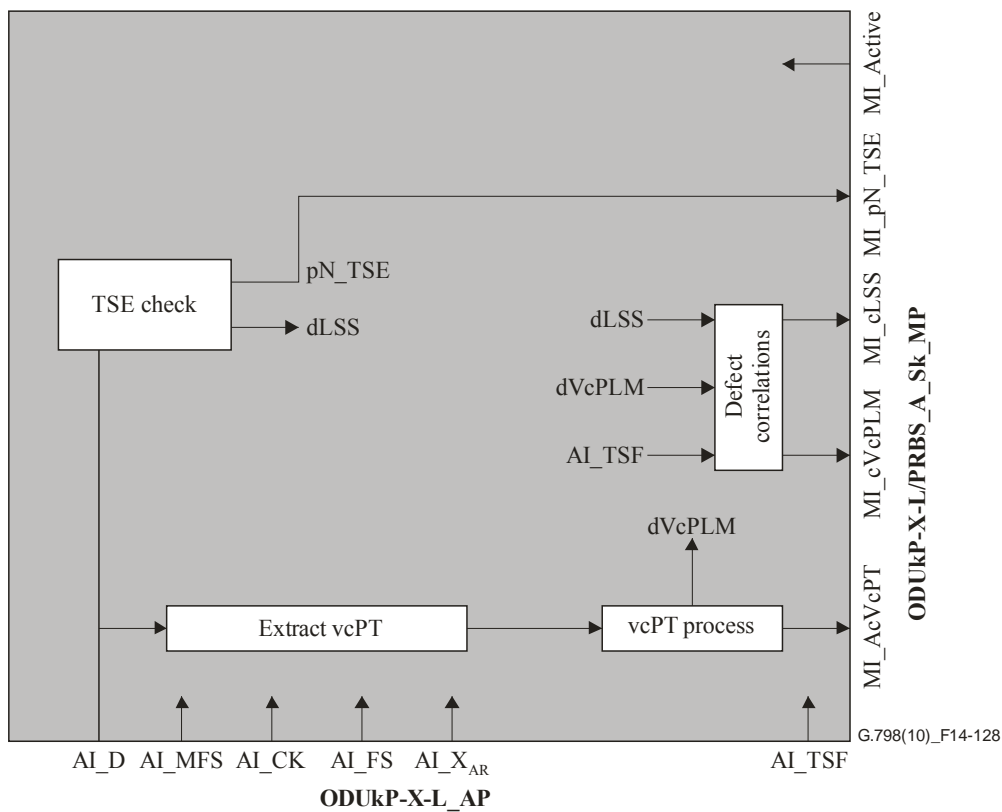 MI_Active
MI_pN_TSE
pN_TSE
TSE check
dLSS
dLSS
MI_cLSS
dVcPLM
Defect
correlations
AI_TSF
MI_cVcPLM
ODUkP-X-L/PRBS_A_Sk_MP
dVcPLM
Extract vcPT
vcPT process
MI_AcVcPT
G.798(10)_F14-128
AI_D AI_MFS AI_CK AI_FS AI_X_AR AI_TSF
ODUkP-X-L_AP